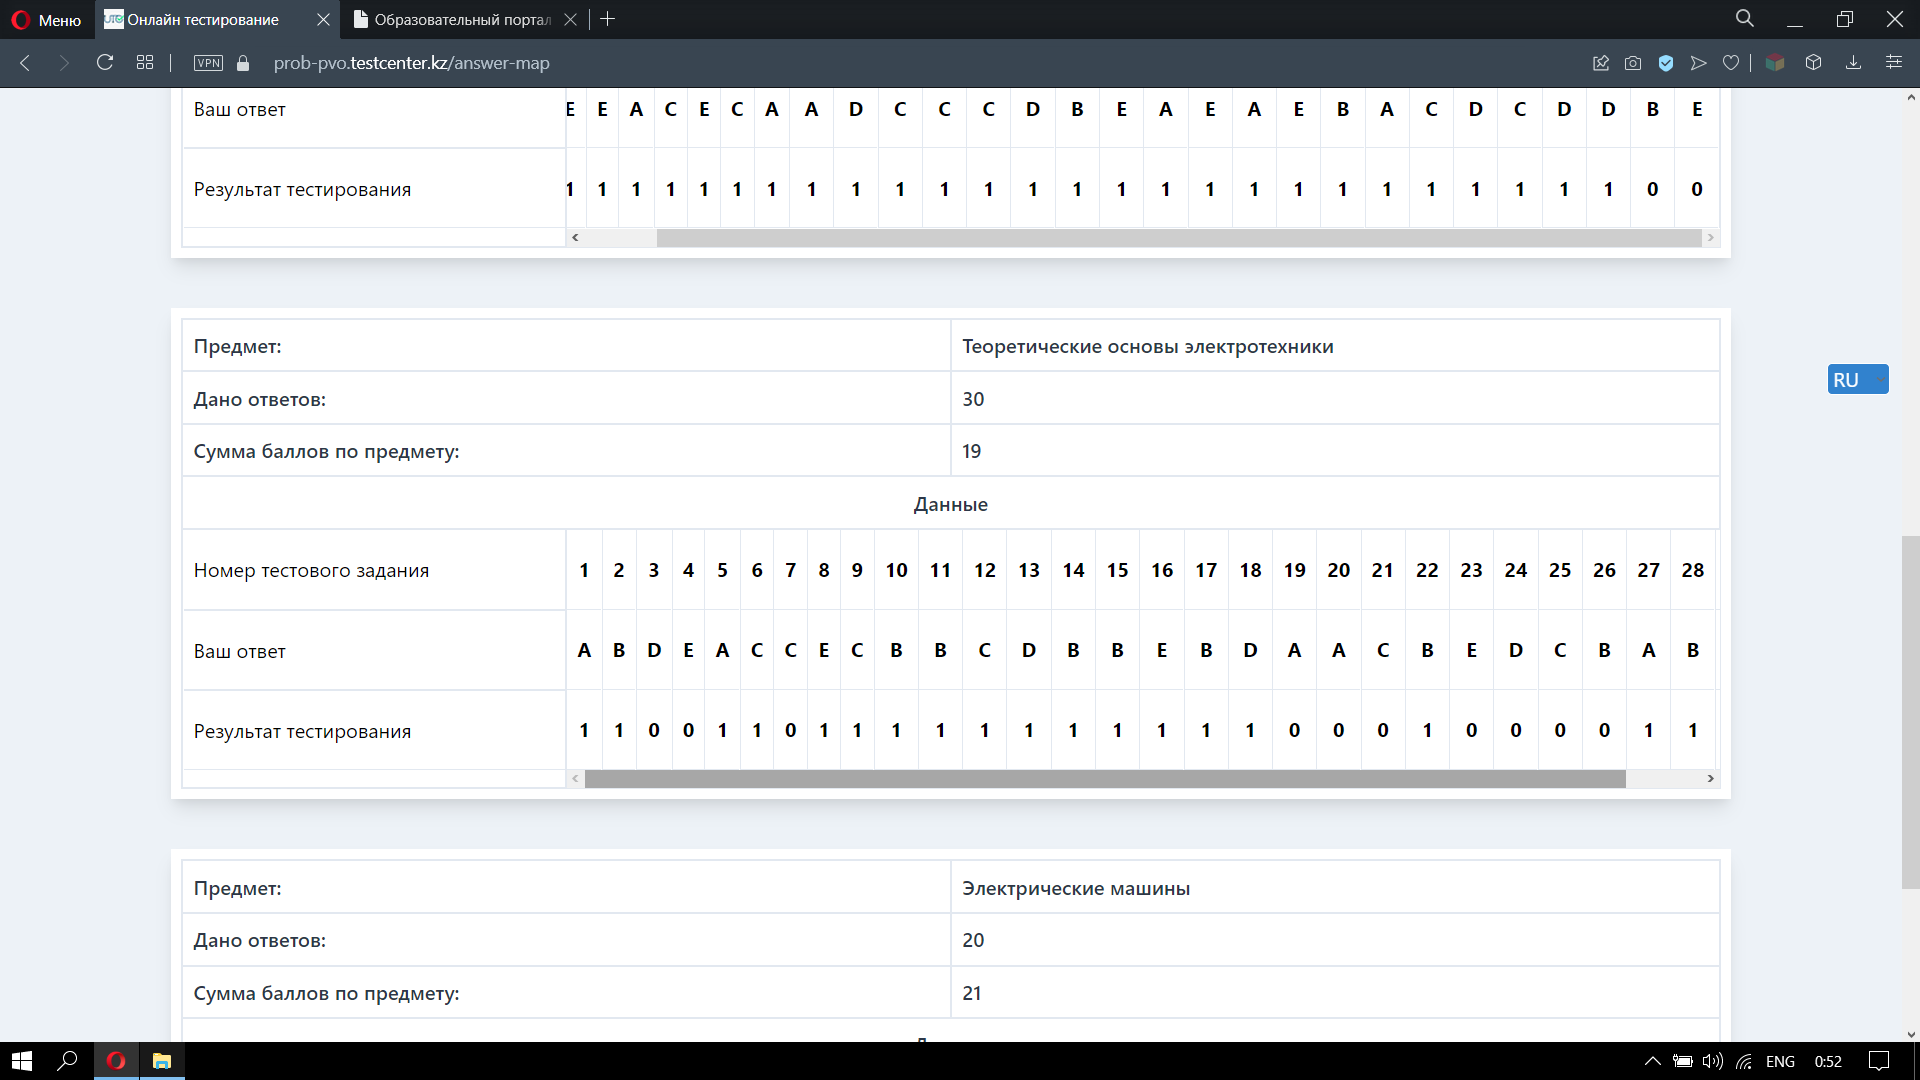 Меню
Онлайн тестирование
Образовательный портал
VPN
prob-pvo.testcenter.kz/answer-map
Ваш ответ E E A C E C A A D C C C D B E A E A E B A C D C D D B E
Результат тестирования 1 1 1 1 1 1 1 1 1 1 1 1 1 1 1 1 1 1 1 1 1 1 1 1 1 1 0 0
Предмет: Теоретические основы электротехники
Дано ответов: 30
Сумма баллов по предмету: 19
Данные
Номер тестового задания 1 2 3 4 5 6 7 8 9 10 11 12 13 14 15 16 17 18 19 20 21 22 23 24 25 26 27 28
Ваш ответ A B D E A C C E C B B C D B B E B D A A C B E D C B A B
Результат тестирования 1 1 0 0 1 1 0 1 1 1 1 1 1 1 1 1 1 1 0 0 0 1 0 0 0 0 1 1
RU
Предмет: Электрические машины
Дано ответов: 20
Сумма баллов по предмету: 21
ENG
0:52